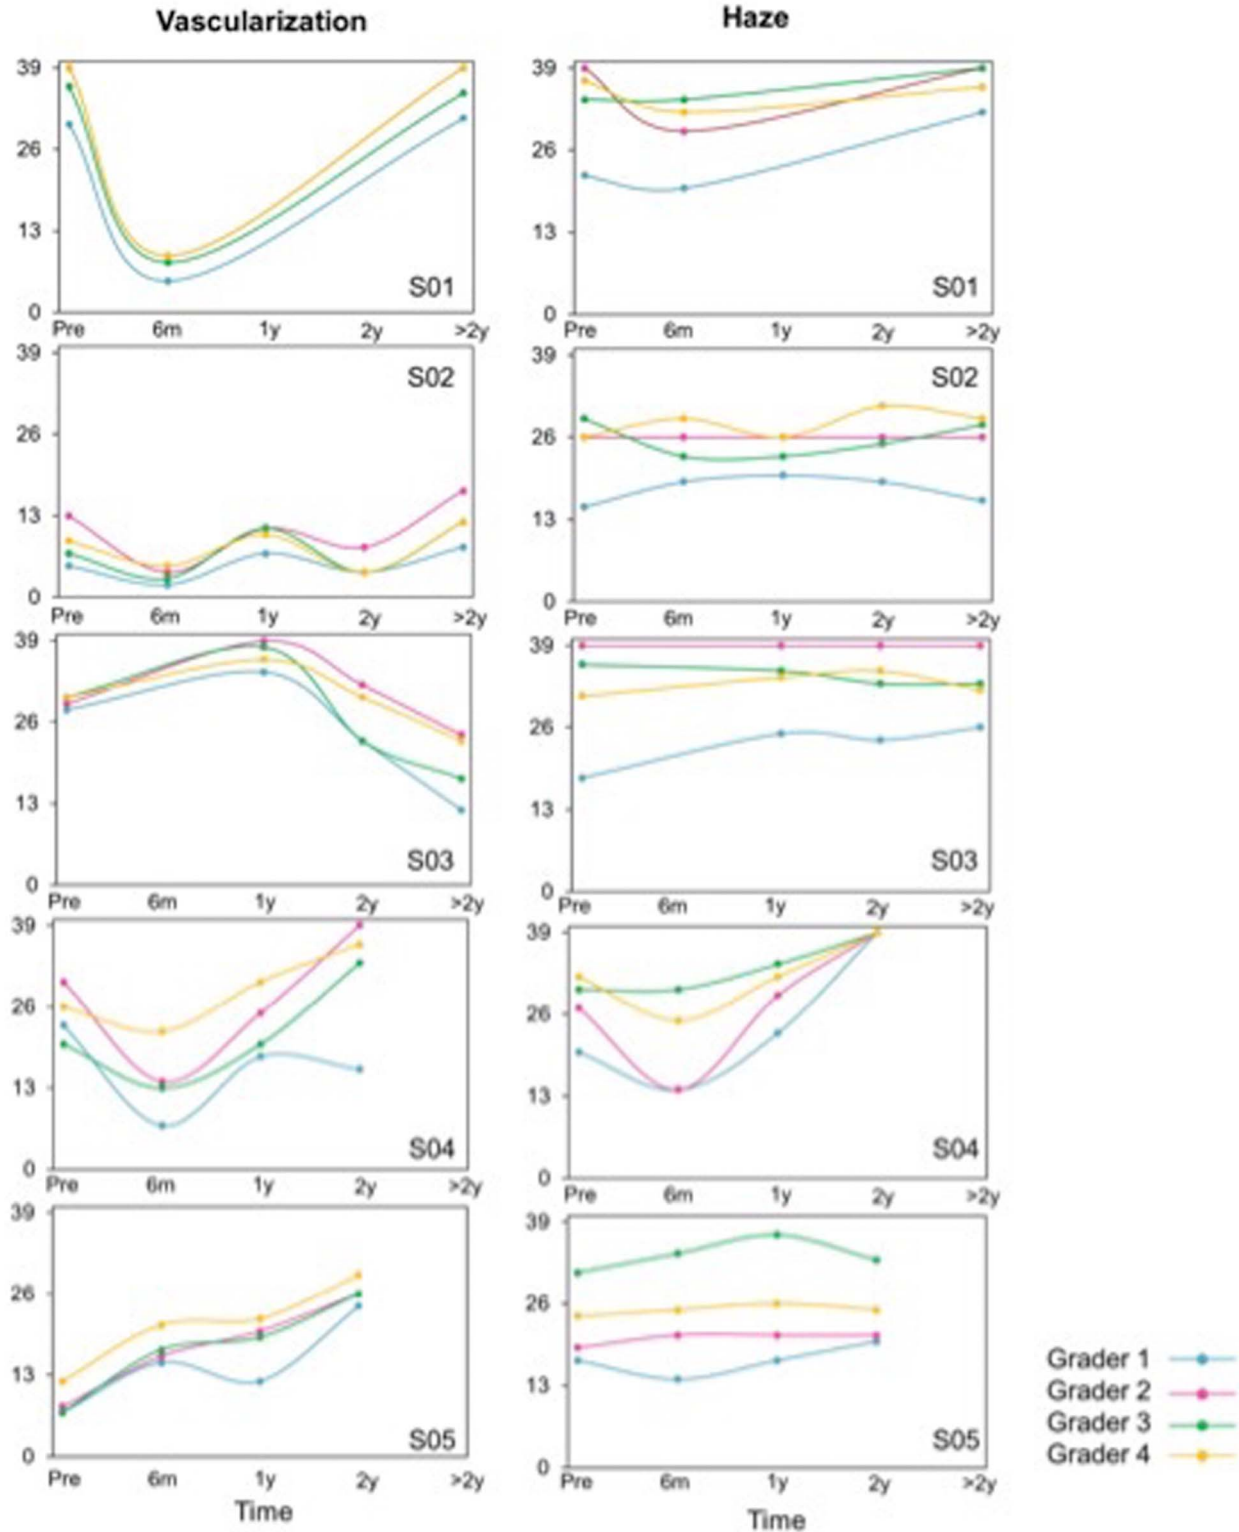 Vascularization
Haze
39
26
13
0
S01
Pre 6m 1y 2y >2y
39
26
13
0
S01
Pre 6m 1y 2y >2y
39
26
13
0
S02
Pre 6m 1y 2y >2y
39
26
13
0
S02
Pre 6m 1y 2y >2y
39
26
13
0
S03
Pre 6m 1y 2y >2y
39
26
13
0
S03
Pre 6m 1y 2y >2y
39
26
13
0
S04
Pre 6m 1y 2y >2y
39
26
13
0
S04
Pre 6m 1y 2y >2y
39
26
13
0
S05
Pre 6m 1y 2y >2y
Time
39
26
13
0
S05
Pre 6m 1y 2y >2y
Time
Grader 1
Grader 2
Grader 3
Grader 4